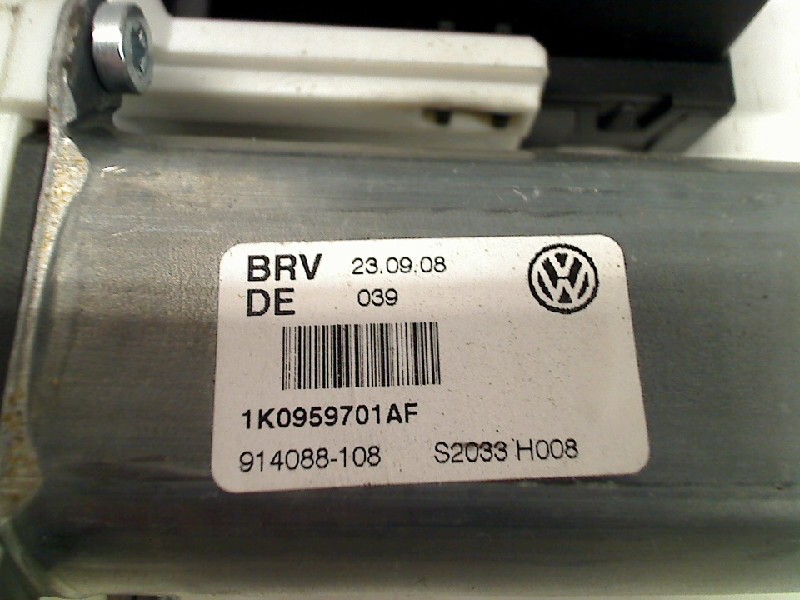 BRV 23.09.08
DE 039
1K0959701AF
914088-108 S2033 H008